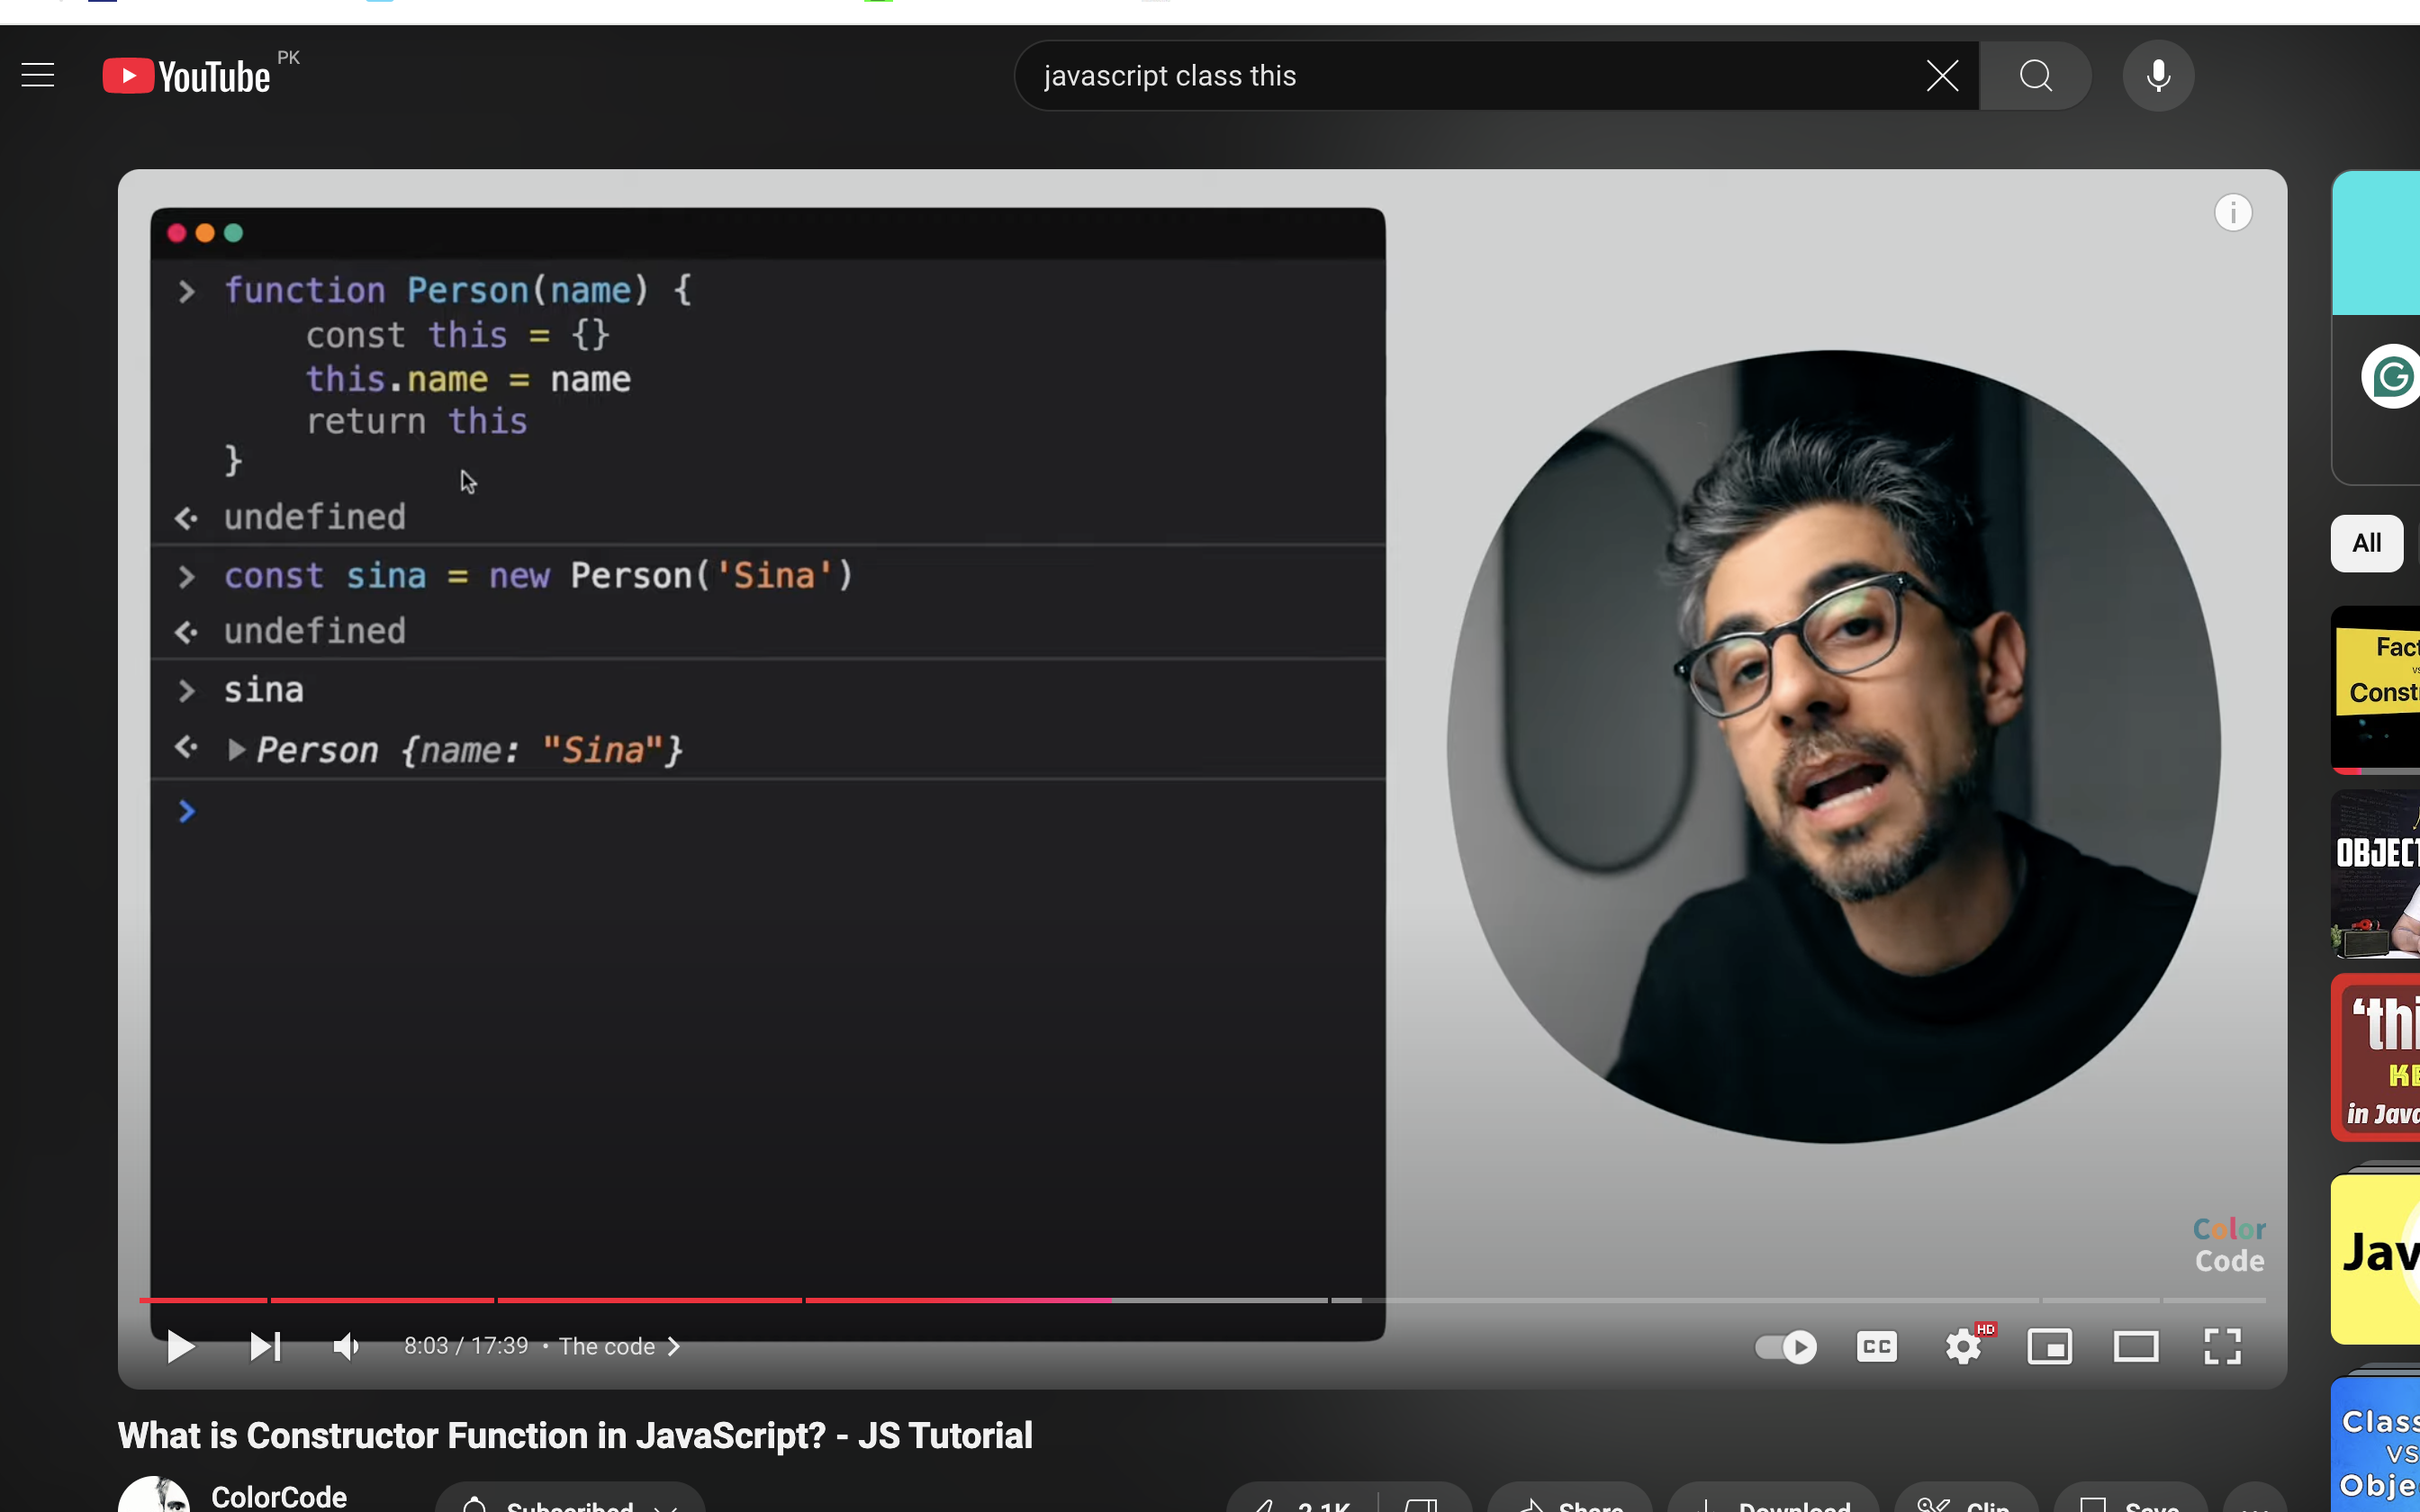 YouTube PK
javascript class this
function Person(name) {
const this = {}
this.name = name
return this
}
undefined
const sina = new Person('Sina')
undefined
sina
Person {name: "Sina"}
Color
Code
8:03 / 17:39 • The code
CC
HD
What is Constructor Function in JavaScript? - JS Tutorial
ColorCode
Subscribed
2.1K
Share
Download
Clip
Save
All
Fact
vs
Const
OBJECT
'thi
KE
in Java
Jav
Class
VS
Obje